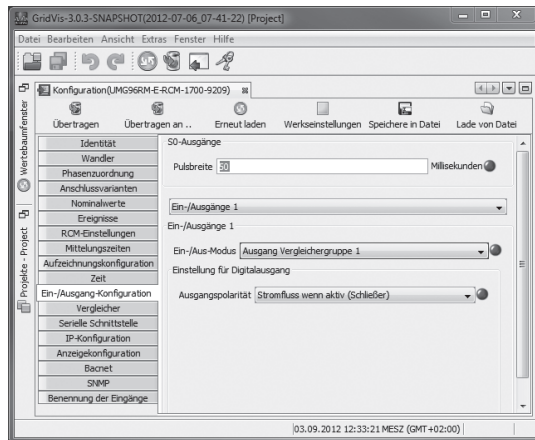 GridVis-3.0.3-SNAPSHOT(2012-07-06_07-41-22) [Project]
Datei Bearbeiten Ansicht Extras Fenster Hilfe
Konfiguration(UMG96RM-E-RCM-1700-9209)
Übertragen Übertragen an .. Erneut laden Werkseinstellungen Speichere in Datei Lade von Datei
Wertebaumfenster
Projekte - Projekt
Identität
Wandler
Phasenzuordnung
Anschlussvarianten
Nominalwerte
Ereignisse
RCM-Einstellungen
Mittelungszeiten
Aufzeichnungskonfiguration
Zeit
Ein-/Ausgang-Konfiguration
Vergleicher
Serielle Schnittstelle
IP-Konfiguration
Anzeigekonfiguration
Bacnet
SNMP
Benennung der Eingänge
S0-Ausgänge
Pulsbreite 50 Millisekunden
Ein-/Ausgänge 1
Ein-/Ausgänge 1
Ein-/Aus-Modus Ausgang Vergleichergruppe 1
Einstellung für Digitalausgang
Ausgangspolarität Stromfluss wenn aktiv (Schließer)
03.09.2012 12:33:21 MESZ (GMT+02:00)